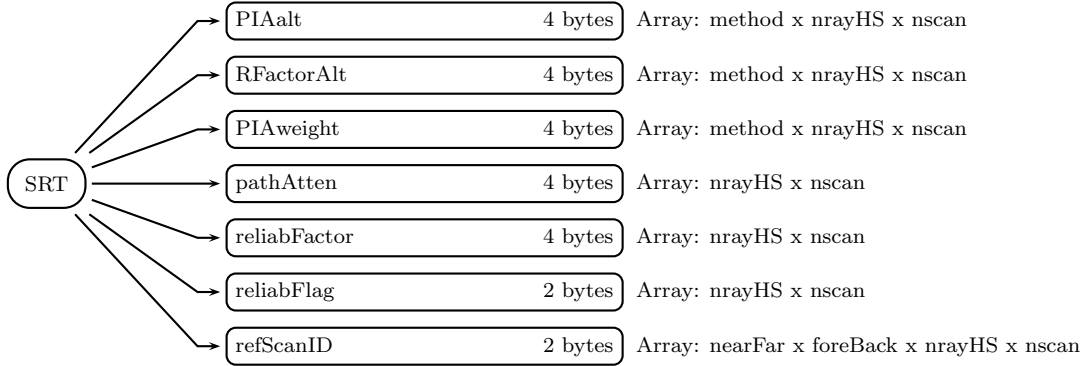 PIAalt 4 bytes Array: method x nrayHS x nscan
RFactorAlt 4 bytes Array: method x nrayHS x nscan
PIAweight 4 bytes Array: method x nrayHS x nscan
SRT pathAtten 4 bytes Array: nrayHS x nscan
reliabFactor 4 bytes Array: nrayHS x nscan
reliabFlag 2 bytes Array: nrayHS x nscan
refScanID 2 bytes Array: nearFar x foreBack x nrayHS x nscan